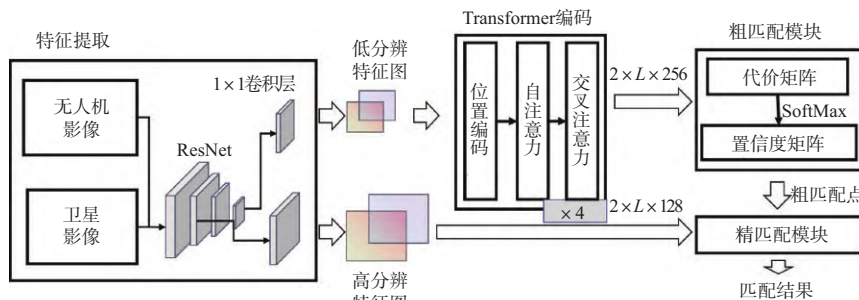 特征提取
无人机
影像
卫星
影像
ResNet
1×1卷积层
低分辨
特征图
高分辨
特征图
Transformer编码
位置编码
自注意力
交叉注意力
×4
2×L×256
2×L×128
粗匹配模块
代价矩阵
SoftMax
置信度矩阵
粗匹配点
精匹配模块
匹配结果